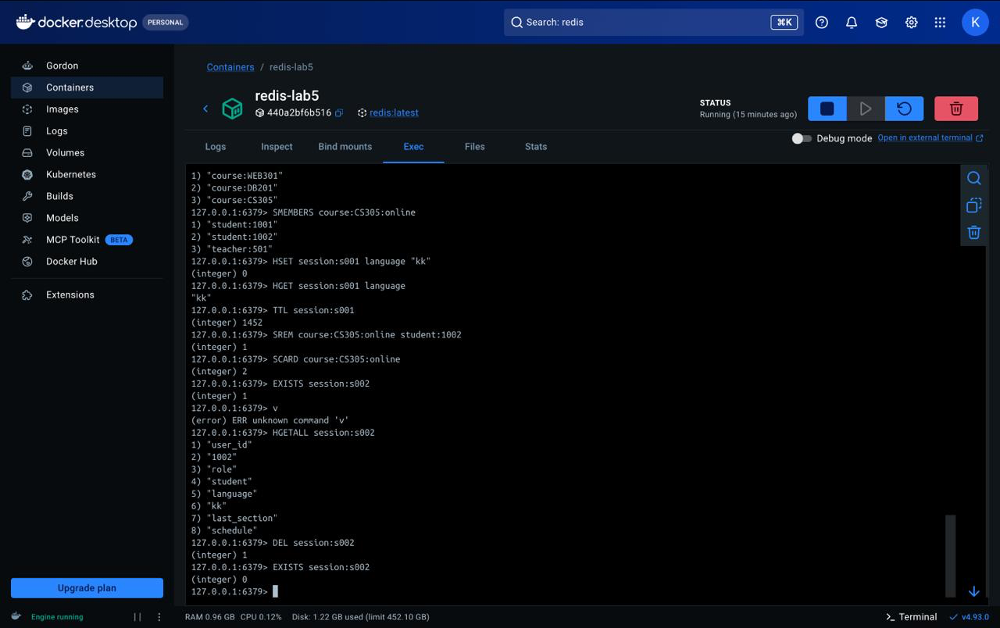 docker.desktop PERSONAL
Search: redis ⌘K
K
Gordon
Containers
Images
Logs
Volumes
Kubernetes
Builds
Models
MCP Toolkit BETA
Docker Hub
Extensions
Upgrade plan
Containers / redis-lab5
redis-lab5
440a2bf6b516 redis:latest
STATUS
Running (15 minutes ago)
Logs Inspect Bind mounts Exec Files Stats
Debug mode Open in external terminal
1) "course:WEB301"
2) "course:DB201"
3) "course:CS305"
127.0.0.1:6379> SMEMBERS course:CS305:online
1) "student:1001"
2) "student:1002"
3) "teacher:501"
127.0.0.1:6379> HSET session:s001 language "kk"
(integer) 0
127.0.0.1:6379> HGET session:s001 language
"kk"
127.0.0.1:6379> TTL session:s001
(integer) 1452
127.0.0.1:6379> SREM course:CS305:online student:1002
(integer) 1
127.0.0.1:6379> SCARD course:CS305:online
(integer) 2
127.0.0.1:6379> EXISTS session:s002
(integer) 1
127.0.0.1:6379> v
(error) ERR unknown command 'v'
127.0.0.1:6379> HGETALL session:s002
1) "user_id"
2) "1002"
3) "role"
4) "student"
5) "language"
6) "kk"
7) "last_section"
8) "schedule"
127.0.0.1:6379> DEL session:s002
(integer) 1
127.0.0.1:6379> EXISTS session:s002
(integer) 0
127.0.0.1:6379>
Engine running
RAM 0.96 GB CPU 0.12% Disk: 1.22 GB used (limit 452.10 GB)
>_ Terminal ✓ v4.93.0